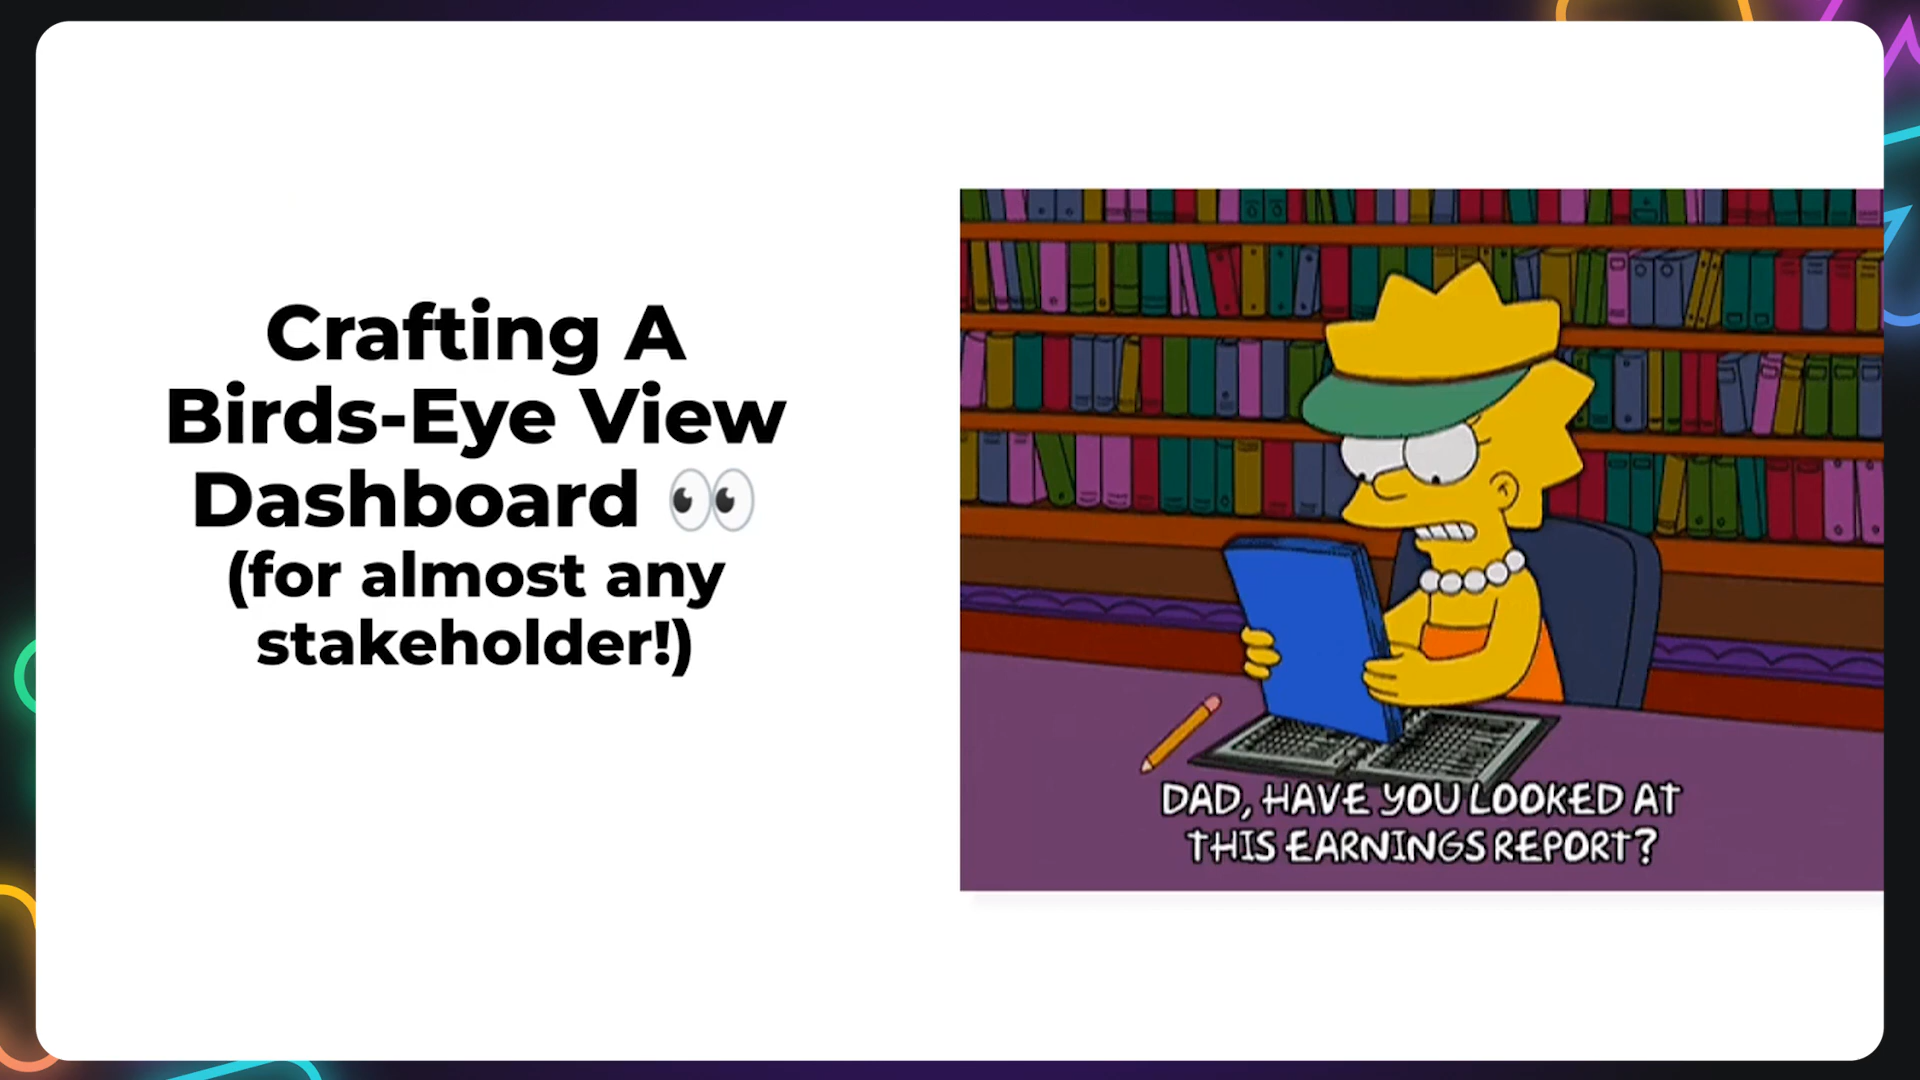 Crafting A
Birds-Eye View
Dashboard 👀
(for almost any
stakeholder!)
DAD, HAVE YOU LOOKED AT
THIS EARNINGS REPORT?